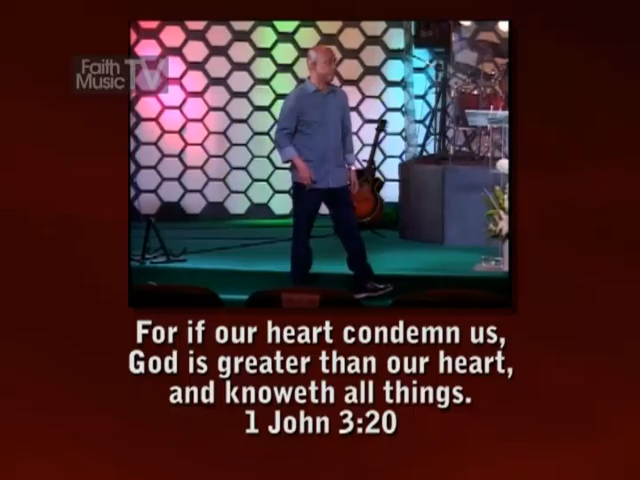 Faith
Music TV
For if our heart condemn us,
God is greater than our heart,
and knoweth all things.
1 John 3:20